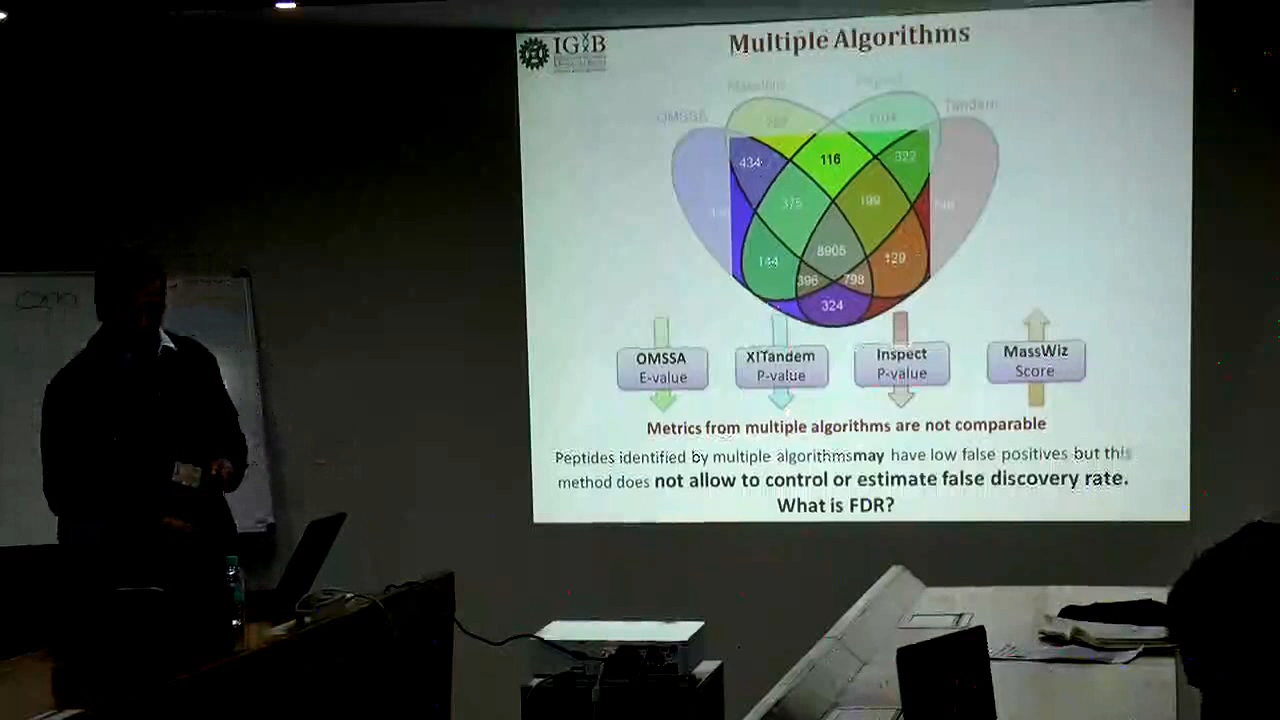 IGIB
Multiple Algorithms
OMSSA
Tandem
434
116
322
375
199
8905
144
129
396
798
324
OMSSA
E-value
X!Tandem
P-value
Inspect
P-value
MassWiz
Score
Metrics from multiple algorithms are not comparable
Peptides identified by multiple algorithmsmay have low false positives but this
method does not allow to control or estimate false discovery rate.
What is FDR?